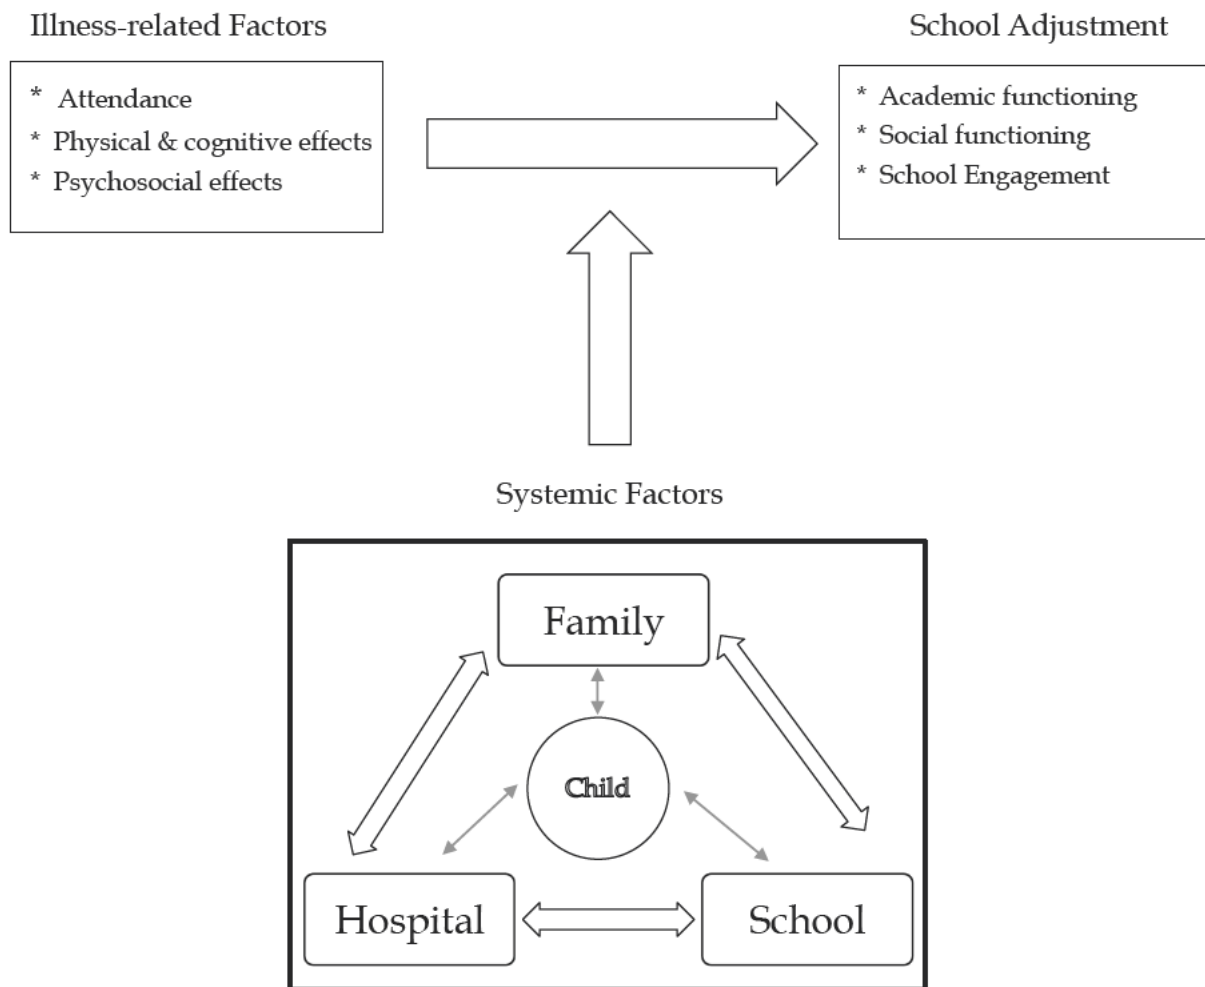 Illness-related Factors
School Adjustment
* Attendance
* Physical & cognitive effects
* Psychosocial effects
* Academic functioning
* Social functioning
* School Engagement
Systemic Factors
Family
Child
Hospital
School